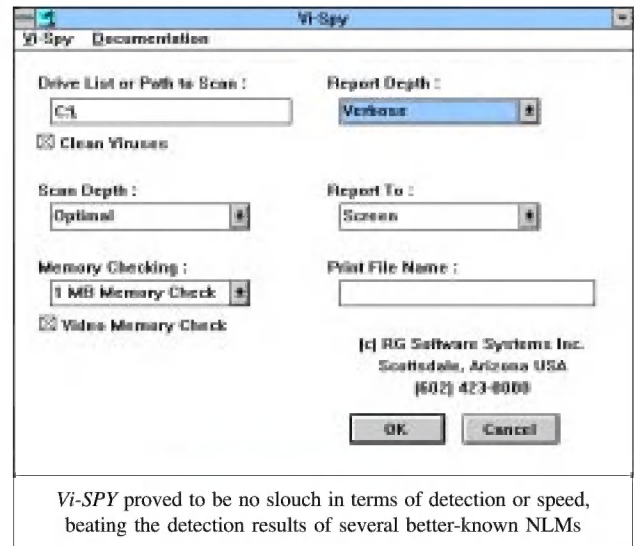 Vi-Spy
Vi-Spy Documentation
Drive List or Path to Scan :
C:\
Clean Viruses
Report Depth :
Verbose
Scan Depth :
Optimal
Report To :
Screen
Memory Checking :
1 MB Memory Check
Video Memory Check
Print File Name :
(c) RG Software Systems Inc.
Scottsdale, Arizona USA
(602) 423-8000
OK
Cancel
Vi-SPY proved to be no slouch in terms of detection or speed,
beating the detection results of several better-known NLMs